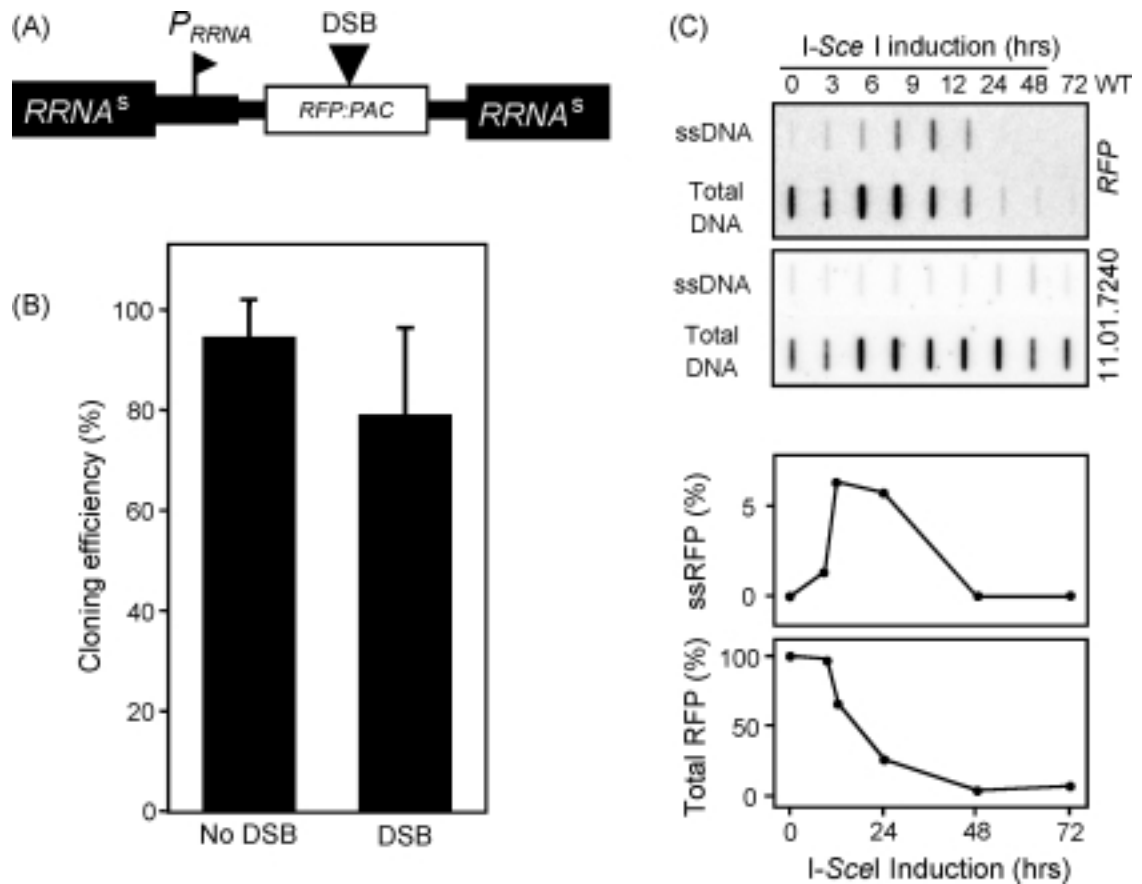 (A)
P_RRNA
DSB
RRNA^s
RFP:PAC
RRNA^s
(B)
Cloning efficiency (%)
100
80
60
40
20
0
No DSB
DSB
(C)
I-Sce I induction (hrs)
0 3 6 9 12 24 48 72 WT
ssDNA
Total
DNA
RFP
ssDNA
Total
DNA
11.01.7240
ssRFP (%)
5
0
Total RFP (%)
100
50
0
0 24 48 72
I-SceI Induction (hrs)